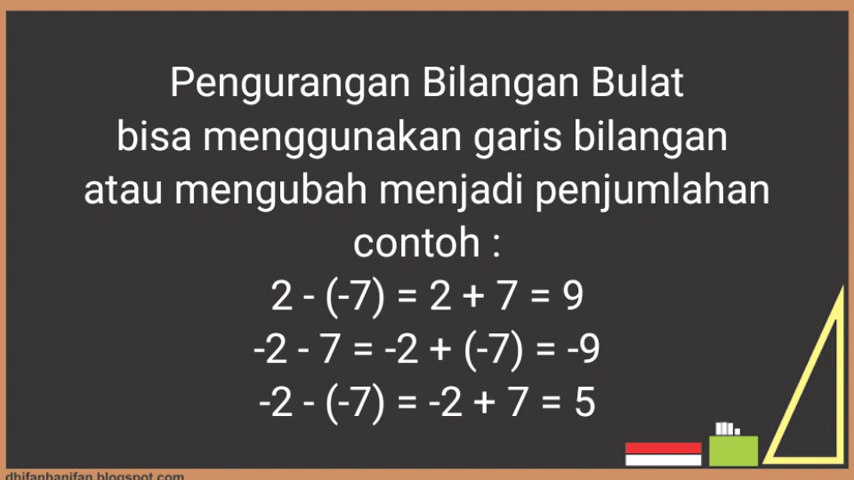 Pengurangan Bilangan Bulat
bisa menggunakan garis bilangan
atau mengubah menjadi penjumlahan
contoh :
2 - (-7) = 2 + 7 = 9
-2 - 7 = -2 + (-7) = -9
-2 - (-7) = -2 + 7 = 5
dhifanhanifan.blogspot.com